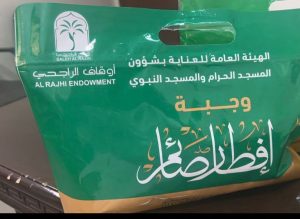 الهيئة العامة للعناية بشؤون
المسجد الحرام والمسجد النبوي
أوقاف الراجحي
AL RAJHI ENDOWMENT
وجبة
إفطار صائم